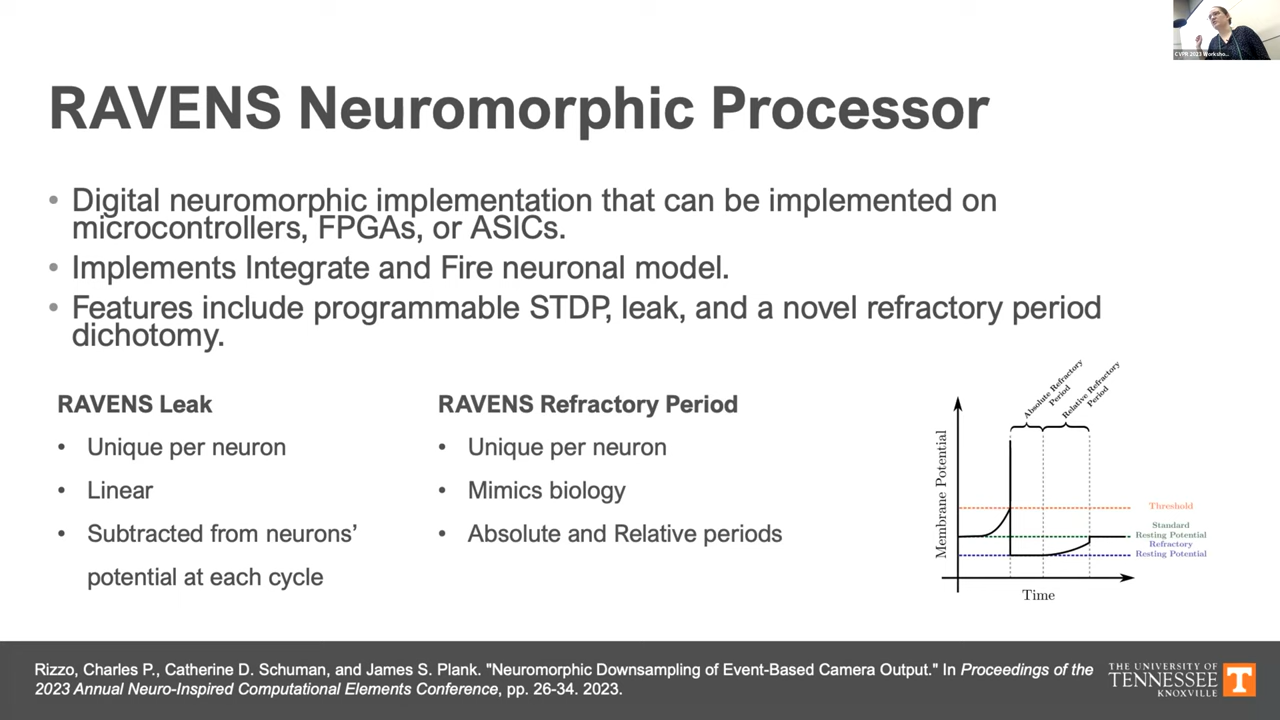 CVPR 2023 Worksho...
RAVENS Neuromorphic Processor
• Digital neuromorphic implementation that can be implemented on
microcontrollers, FPGAs, or ASICs.
• Implements Integrate and Fire neuronal model.
• Features include programmable STDP, leak, and a novel refractory period
dichotomy.
RAVENS Leak
• Unique per neuron
• Linear
• Subtracted from neurons’
potential at each cycle
RAVENS Refractory Period
• Unique per neuron
• Mimics biology
• Absolute and Relative periods
Absolute Refractory
Period
Relative Refractory
Period
Membrane Potential
Threshold
Standard
Resting Potential
Refractory
Resting Potential
Time
Rizzo, Charles P., Catherine D. Schuman, and James S. Plank. "Neuromorphic Downsampling of Event-Based Camera Output." In Proceedings of the
2023 Annual Neuro-Inspired Computational Elements Conference, pp. 26-34. 2023.
THE UNIVERSITY OF
TENNESSEE
KNOXVILLE
T